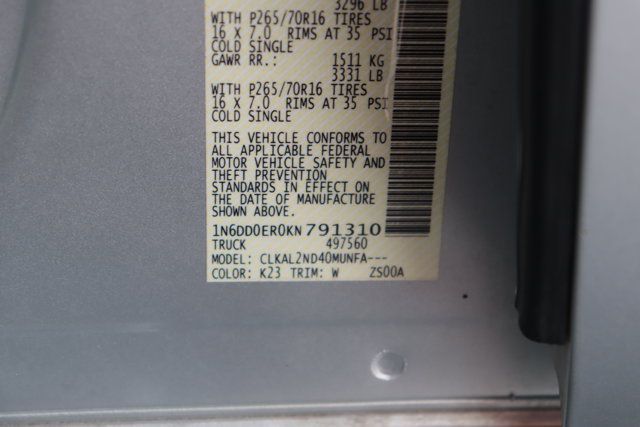 3296 LB
WITH P265/70R16 TIRES
16 X 7.0 RIMS AT 35 PSI
COLD SINGLE
GAWR RR.: 1511 KG
3331 LB
WITH P265/70R16 TIRES
16 X 7.0 RIMS AT 35 PSI
COLD SINGLE
THIS VEHICLE CONFORMS TO
ALL APPLICABLE FEDERAL
MOTOR VEHICLE SAFETY AND
THEFT PREVENTION
STANDARDS IN EFFECT ON
THE DATE OF MANUFACTURE
SHOWN ABOVE.
1N6DD0ER0KN791310
TRUCK 497560
MODEL: CLKAL2ND40MUNFA---
COLOR: K23 TRIM: W ZS00A